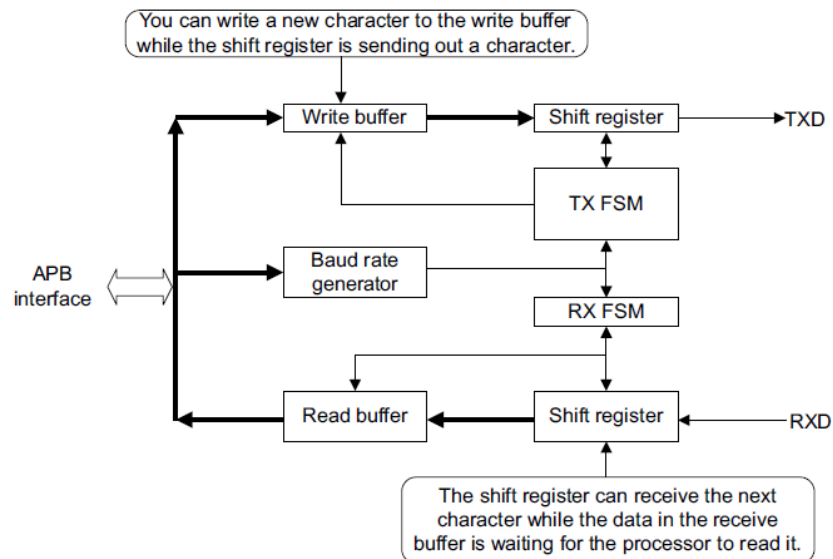 You can write a new character to the write buffer
while the shift register is sending out a character.
Write buffer
Shift register
TXD
TX FSM
APB
interface
Baud rate
generator
RX FSM
Read buffer
Shift register
RXD
The shift register can receive the next
character while the data in the receive
buffer is waiting for the processor to read it.